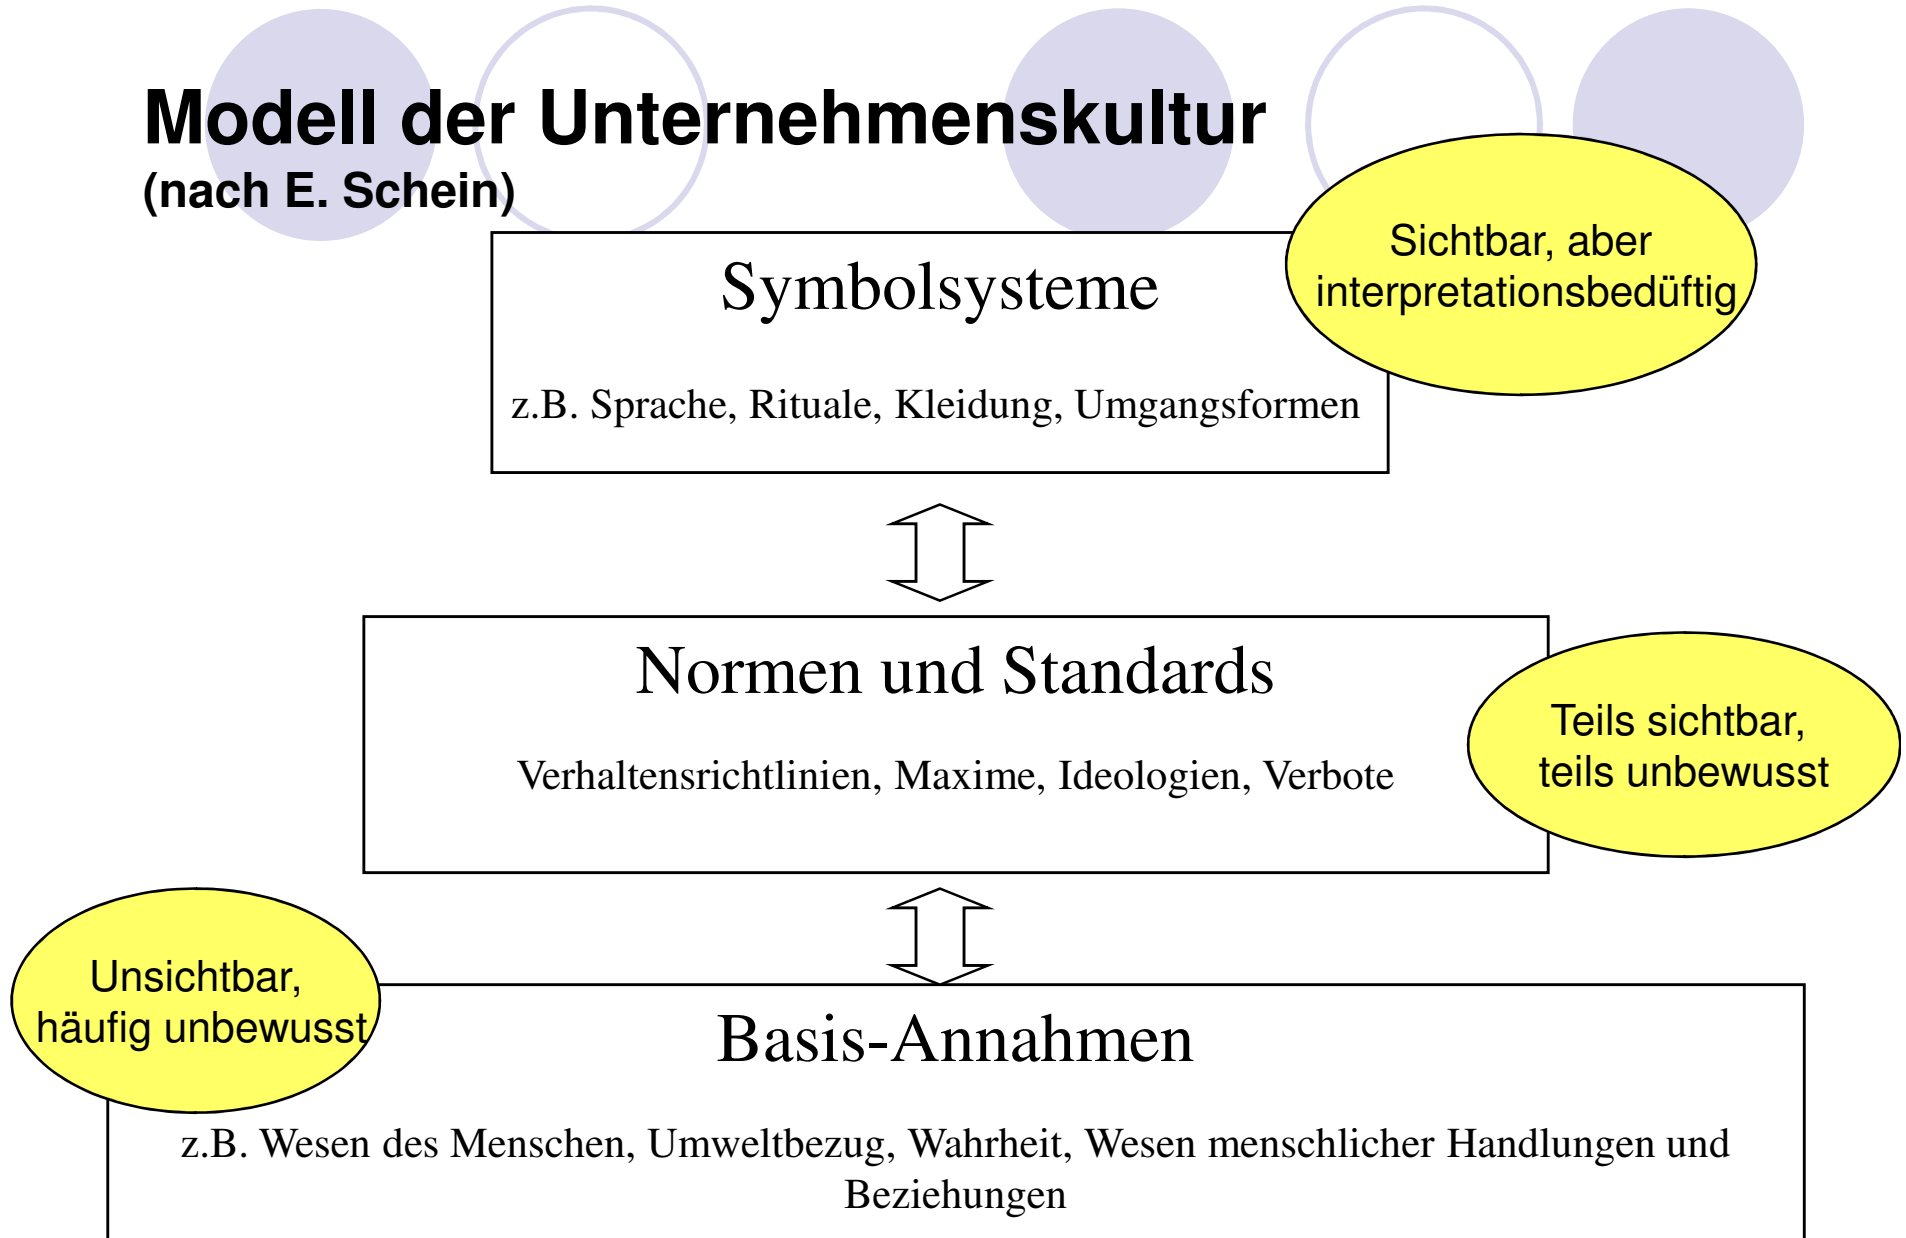 Modell der Unternehmenskultur
(nach E. Schein)
Symbolsysteme
z.B. Sprache, Rituale, Kleidung, Umgangsformen
Sichtbar, aber
interpretationsbedüftig
Normen und Standards
Verhaltensrichtlinien, Maxime, Ideologien, Verbote
Teils sichtbar,
teils unbewusst
Unsichtbar,
häufig unbewusst
Basis-Annahmen
z.B. Wesen des Menschen, Umweltbezug, Wahrheit, Wesen menschlicher Handlungen und
Beziehungen